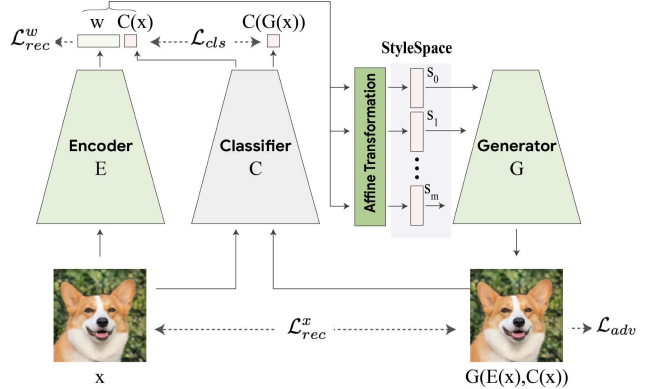 w C(x) C(G(x))
ℒ^w_rec ℒ_cls
StyleSpace
Encoder
E
Classifier
C
Affine Transformation
S_0
S_1
S_m
Generator
G
ℒ^x_rec ℒ_adv
x G(E(x),C(x))